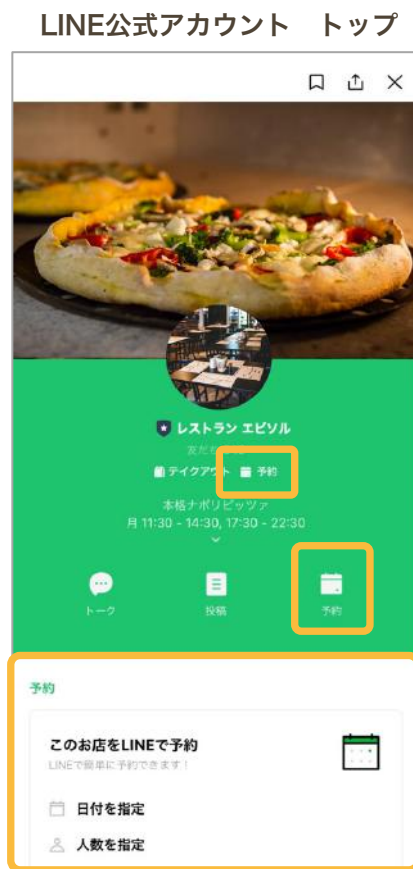 LINE公式アカウント　トップ
レストラン エピソル
友だち
テイクアウト 予約
本格ナポリピッツァ
月 11:30 - 14:30, 17:30 - 22:30
トーク 投稿 予約
予約
このお店をLINEで予約
LINEで簡単に予約できます！
日付を指定
人数を指定